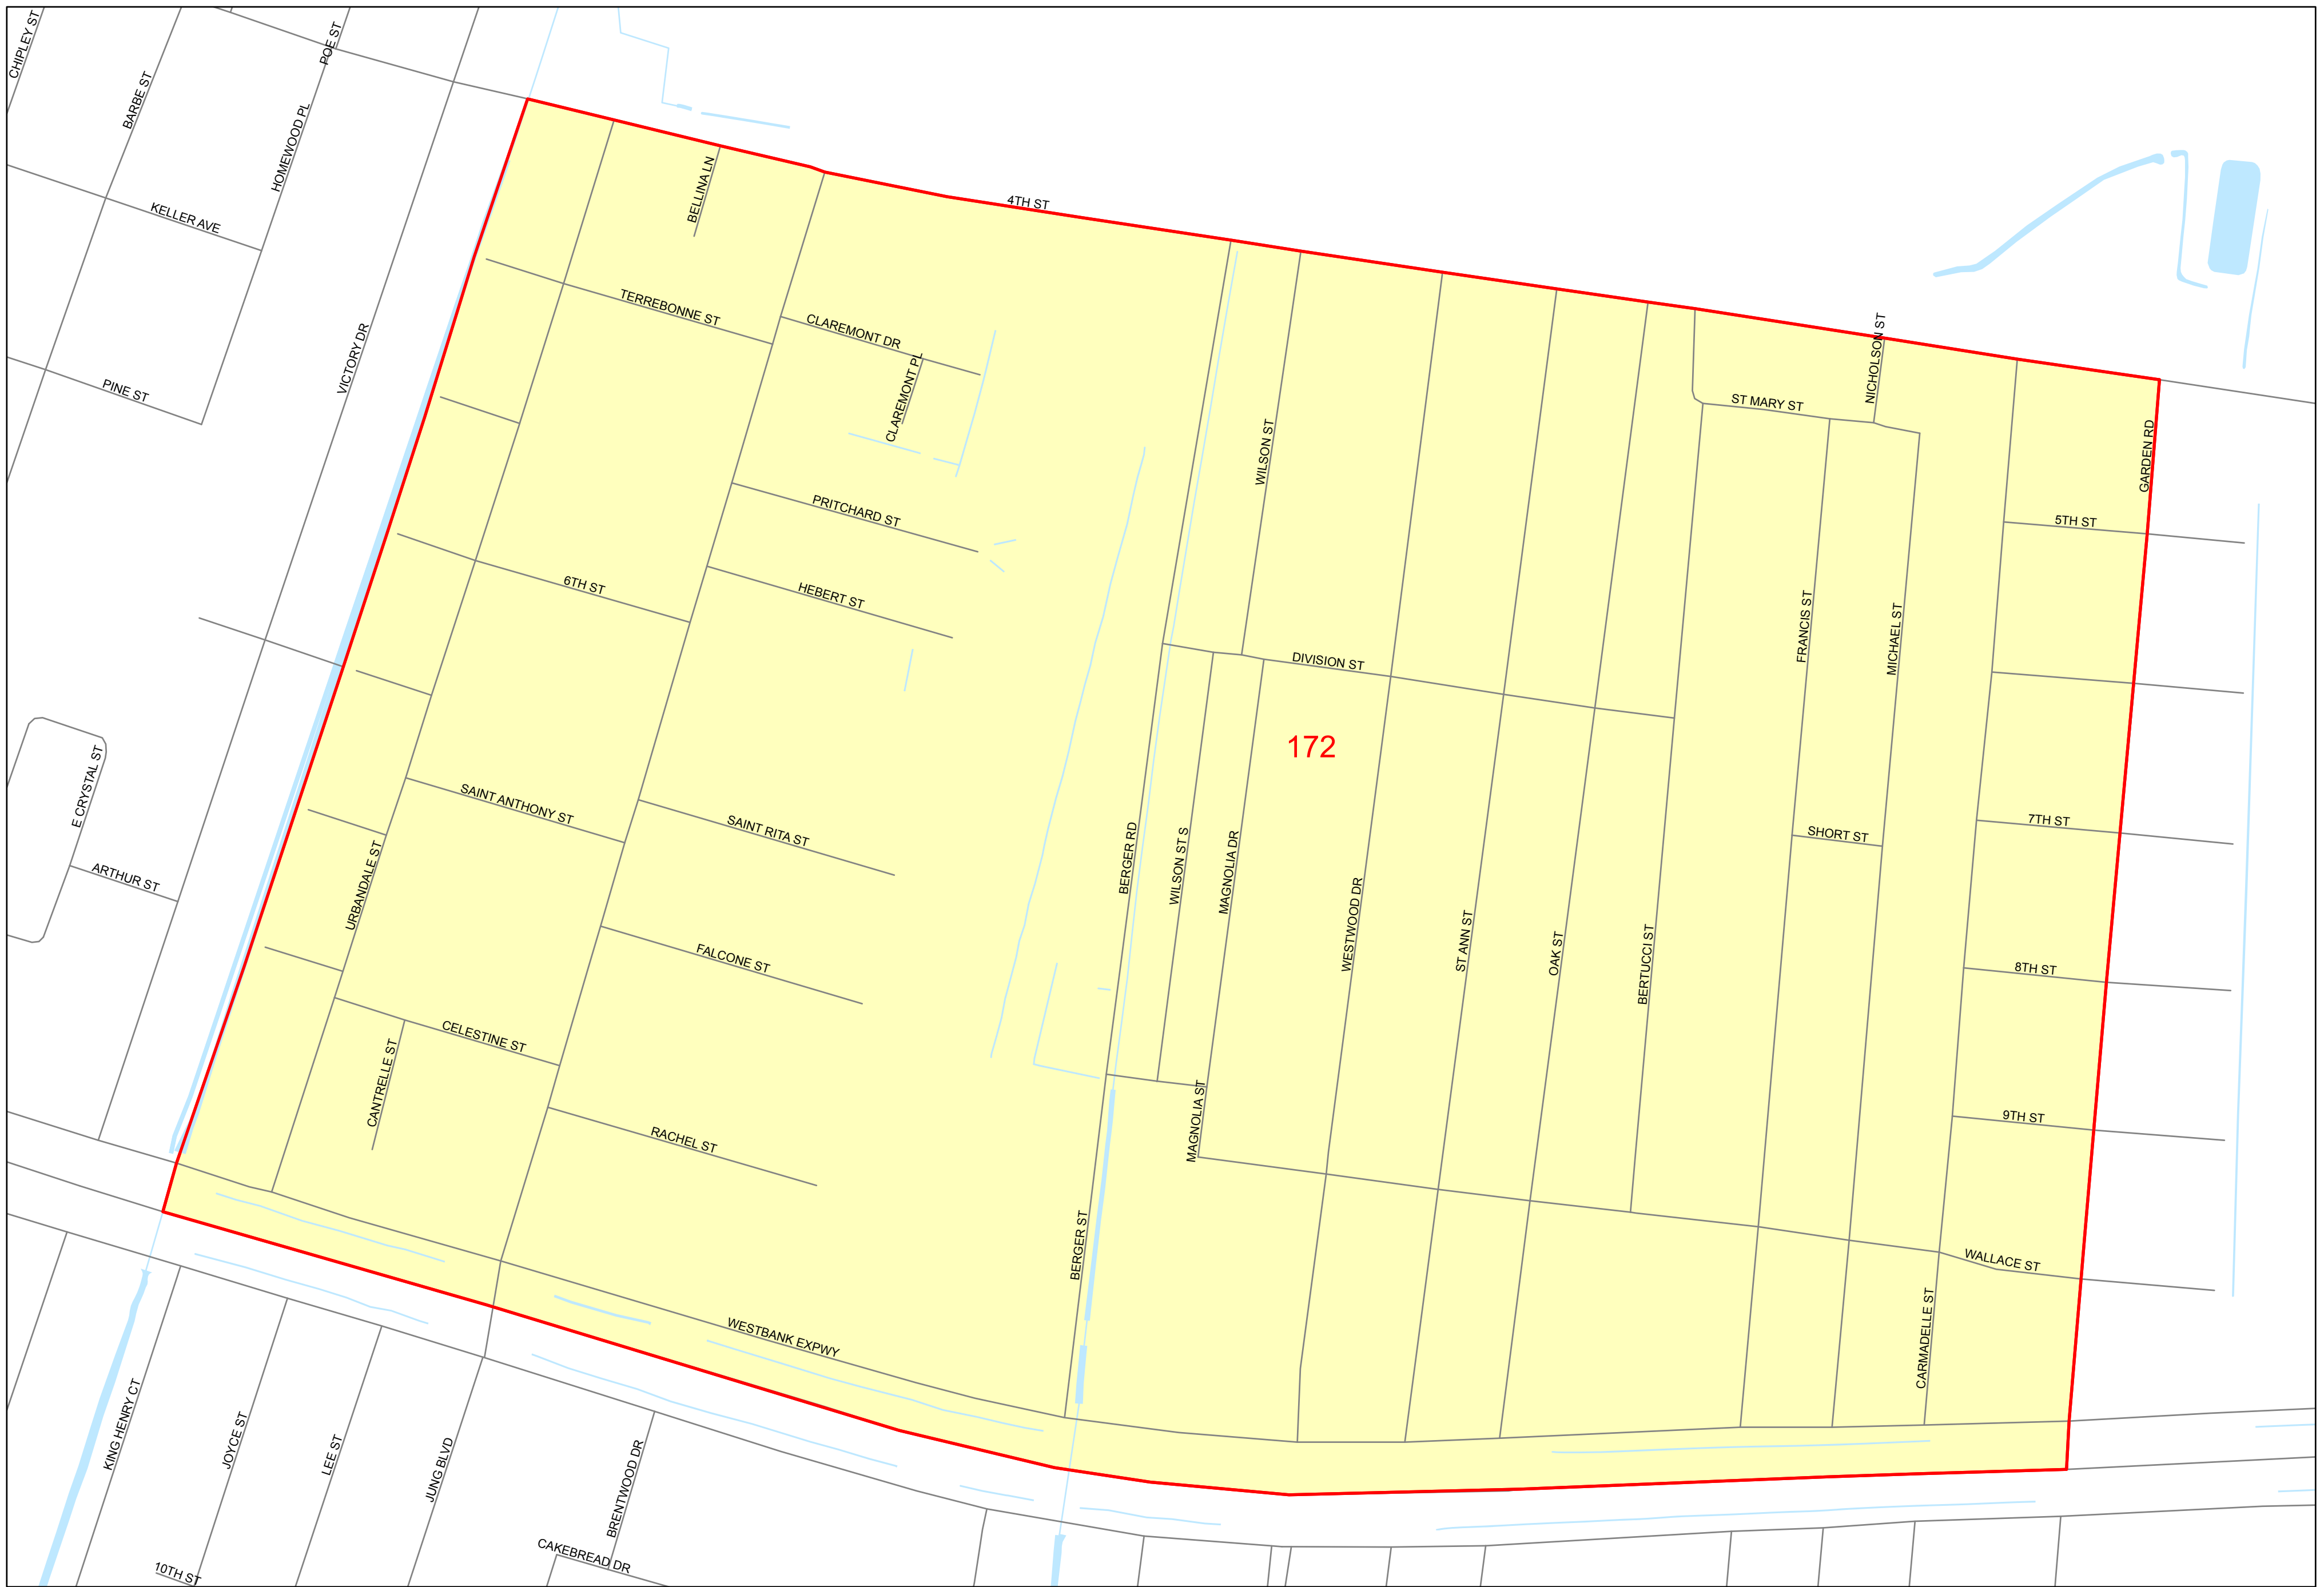 CHIPLEY ST
BARBE ST
POE ST
HOMEWOOD PL
KELLER AVE
PINE ST
VICTORY DR
BELLINA LN
4TH ST
TERREBONNE ST
CLAREMONT DR
CLAREMONT PL
PRITCHARD ST
HEBERT ST
6TH ST
WILSON ST
NICHOLSON ST
ST MARY ST
GARDEN RD
5TH ST
DIVISION ST
FRANCIS ST
MICHAEL ST
172
E CRYSTAL ST
ARTHUR ST
SAINT ANTHONY ST
SAINT RITA ST
URBANDALE ST
BERGER RD
WILSON ST S
MAGNOLIA DR
SHORT ST
7TH ST
WESTWOOD DR
ST ANN ST
OAK ST
BERTUCCI ST
FALCONE ST
8TH ST
CELESTINE ST
CANTRELLE ST
RACHEL ST
MAGNOLIA ST
9TH ST
BERGER ST
WALLACE ST
WESTBANK EXPWY
CARMADELLE ST
KING HENRY CT
JOYCE ST
LEE ST
JUNG BLVD
BRENTWOOD DR
CAKEBREAD DR
10TH ST